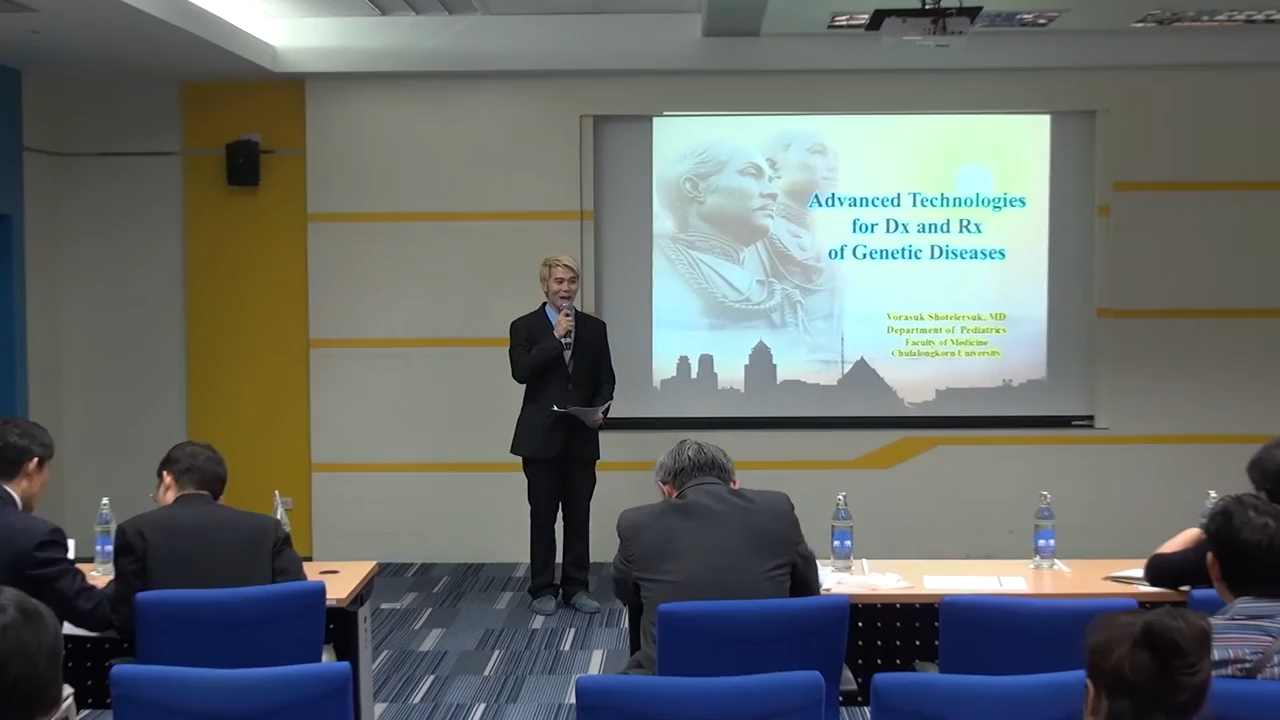 Advanced Technologies
for Dx and Rx
of Genetic Diseases
Vorasuk Shotelersuk, MD
Department of Pediatrics
Faculty of Medicine
Chulalongkorn University